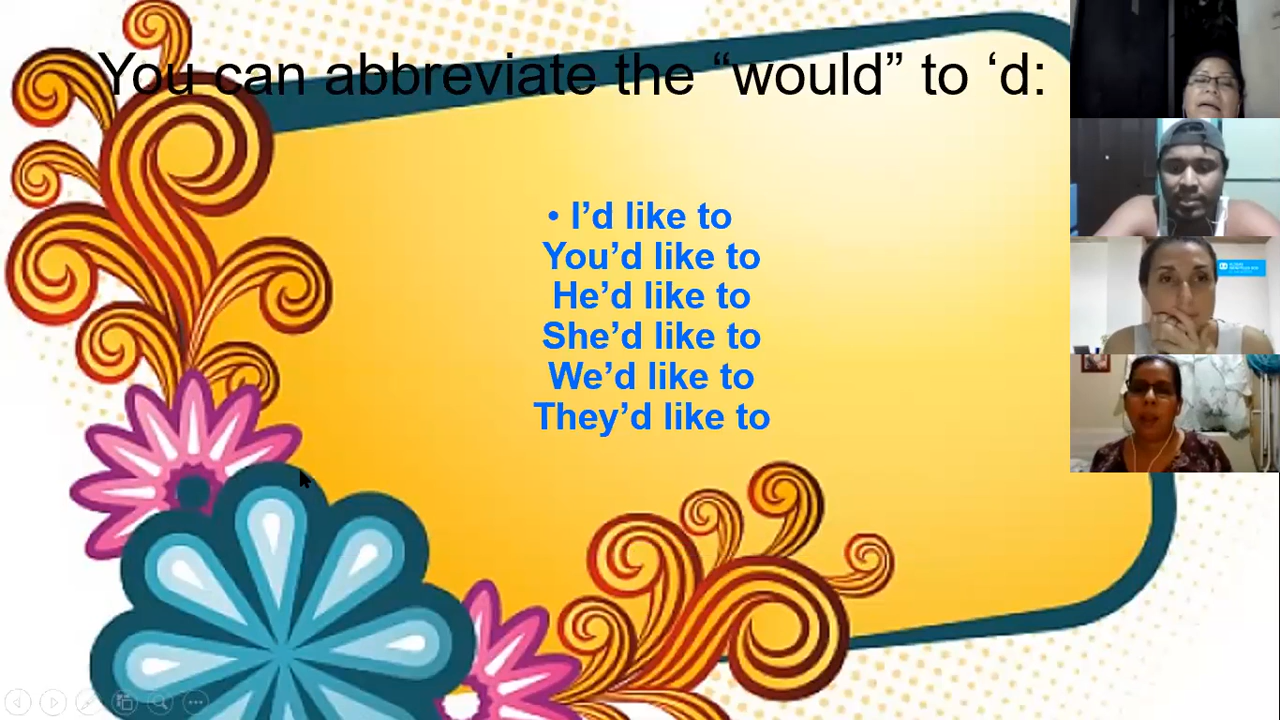 You can abbreviate the “would” to ‘d:
• I’d like to
You’d like to
He’d like to
She’d like to
We’d like to
They’d like to